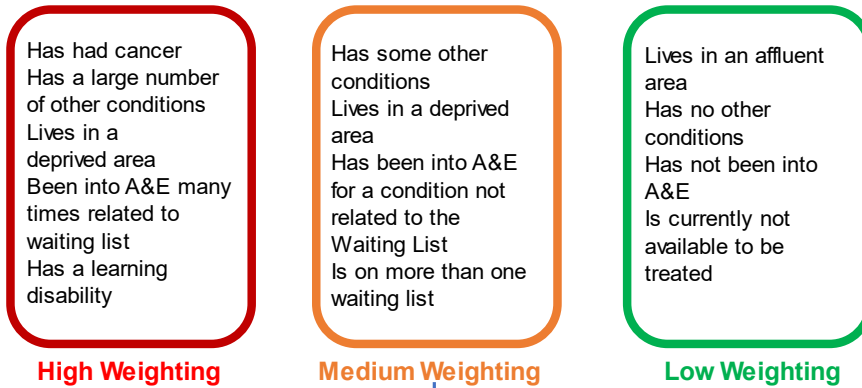 Has had cancer
Has a large number
of other conditions
Lives in a
deprived area
Been into A&E many
times related to
waiting list
Has a learning
disability
High Weighting
Has some other
conditions
Lives in a deprived
area
Has been into A&E
for a condition not
related to the
Waiting List
Is on more than one
waiting list
Medium Weighting
Lives in an affluent
area
Has no other
conditions
Has not been into
A&E
Is currently not
available to be
treated
Low Weighting